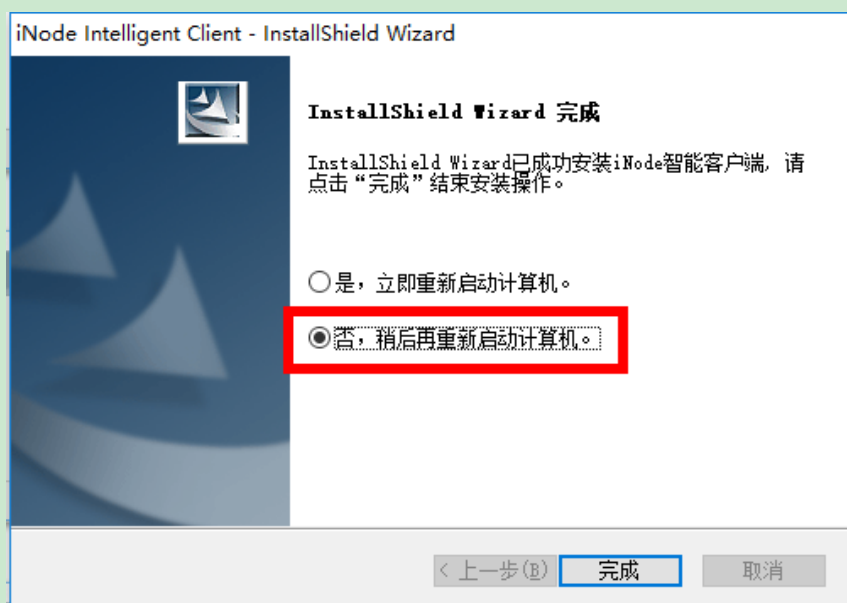 iNode Intelligent Client - InstallShield Wizard
InstallShield Wizard 完成
InstallShield Wizard已成功安装iNode智能客户端, 请
点击“完成”结束安装操作。
是，立即重新启动计算机。
否，稍后再重新启动计算机。
< 上一步(B) 完成 取消